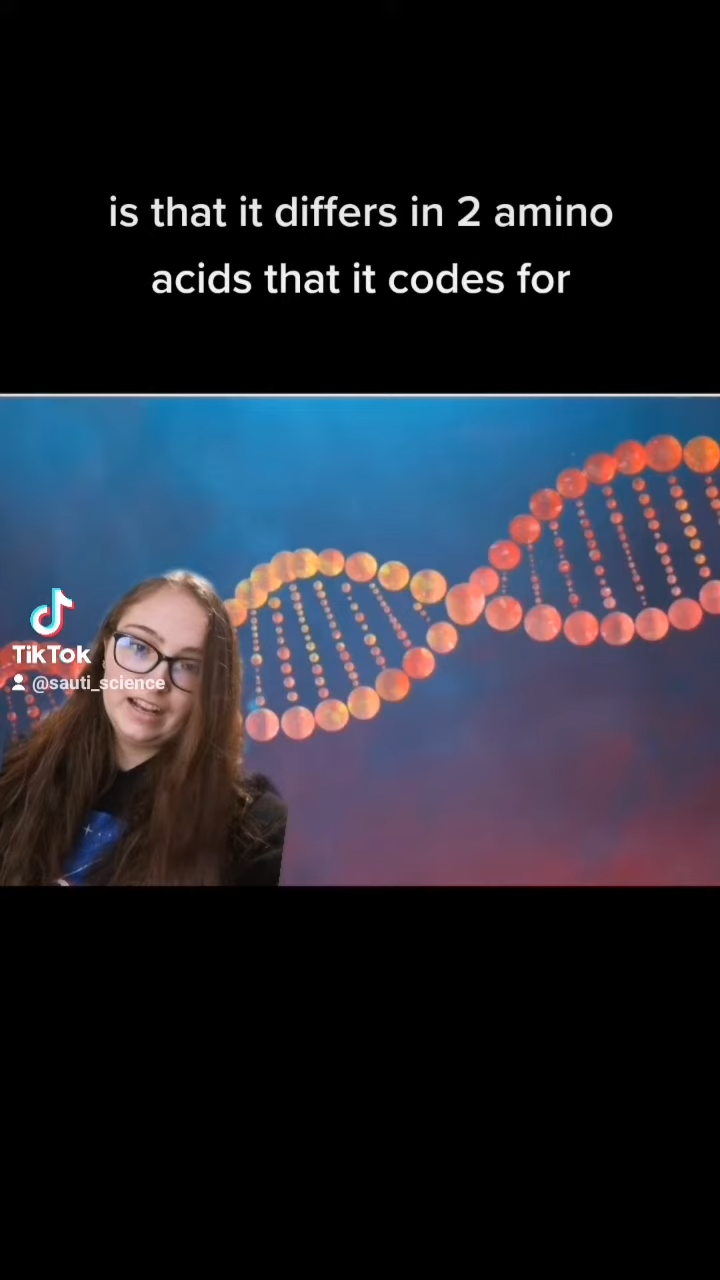 is that it differs in 2 amino
acids that it codes for
TikTok
@sauti_science